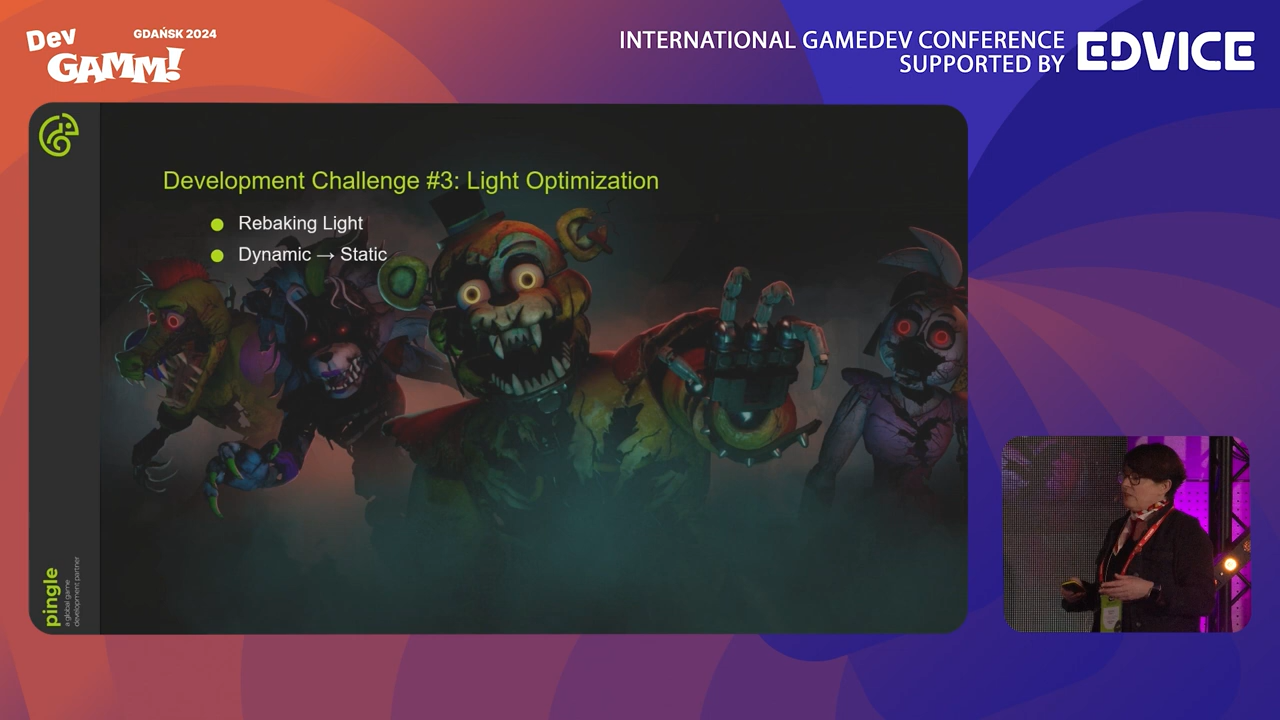 Dev
GAMM!
GDAŃSK 2024
INTERNATIONAL GAMEDEV CONFERENCE
SUPPORTED BY
EDVICE
Development Challenge #3: Light Optimization
Rebaking Light
Dynamic → Static
pingle
a global game
development partner